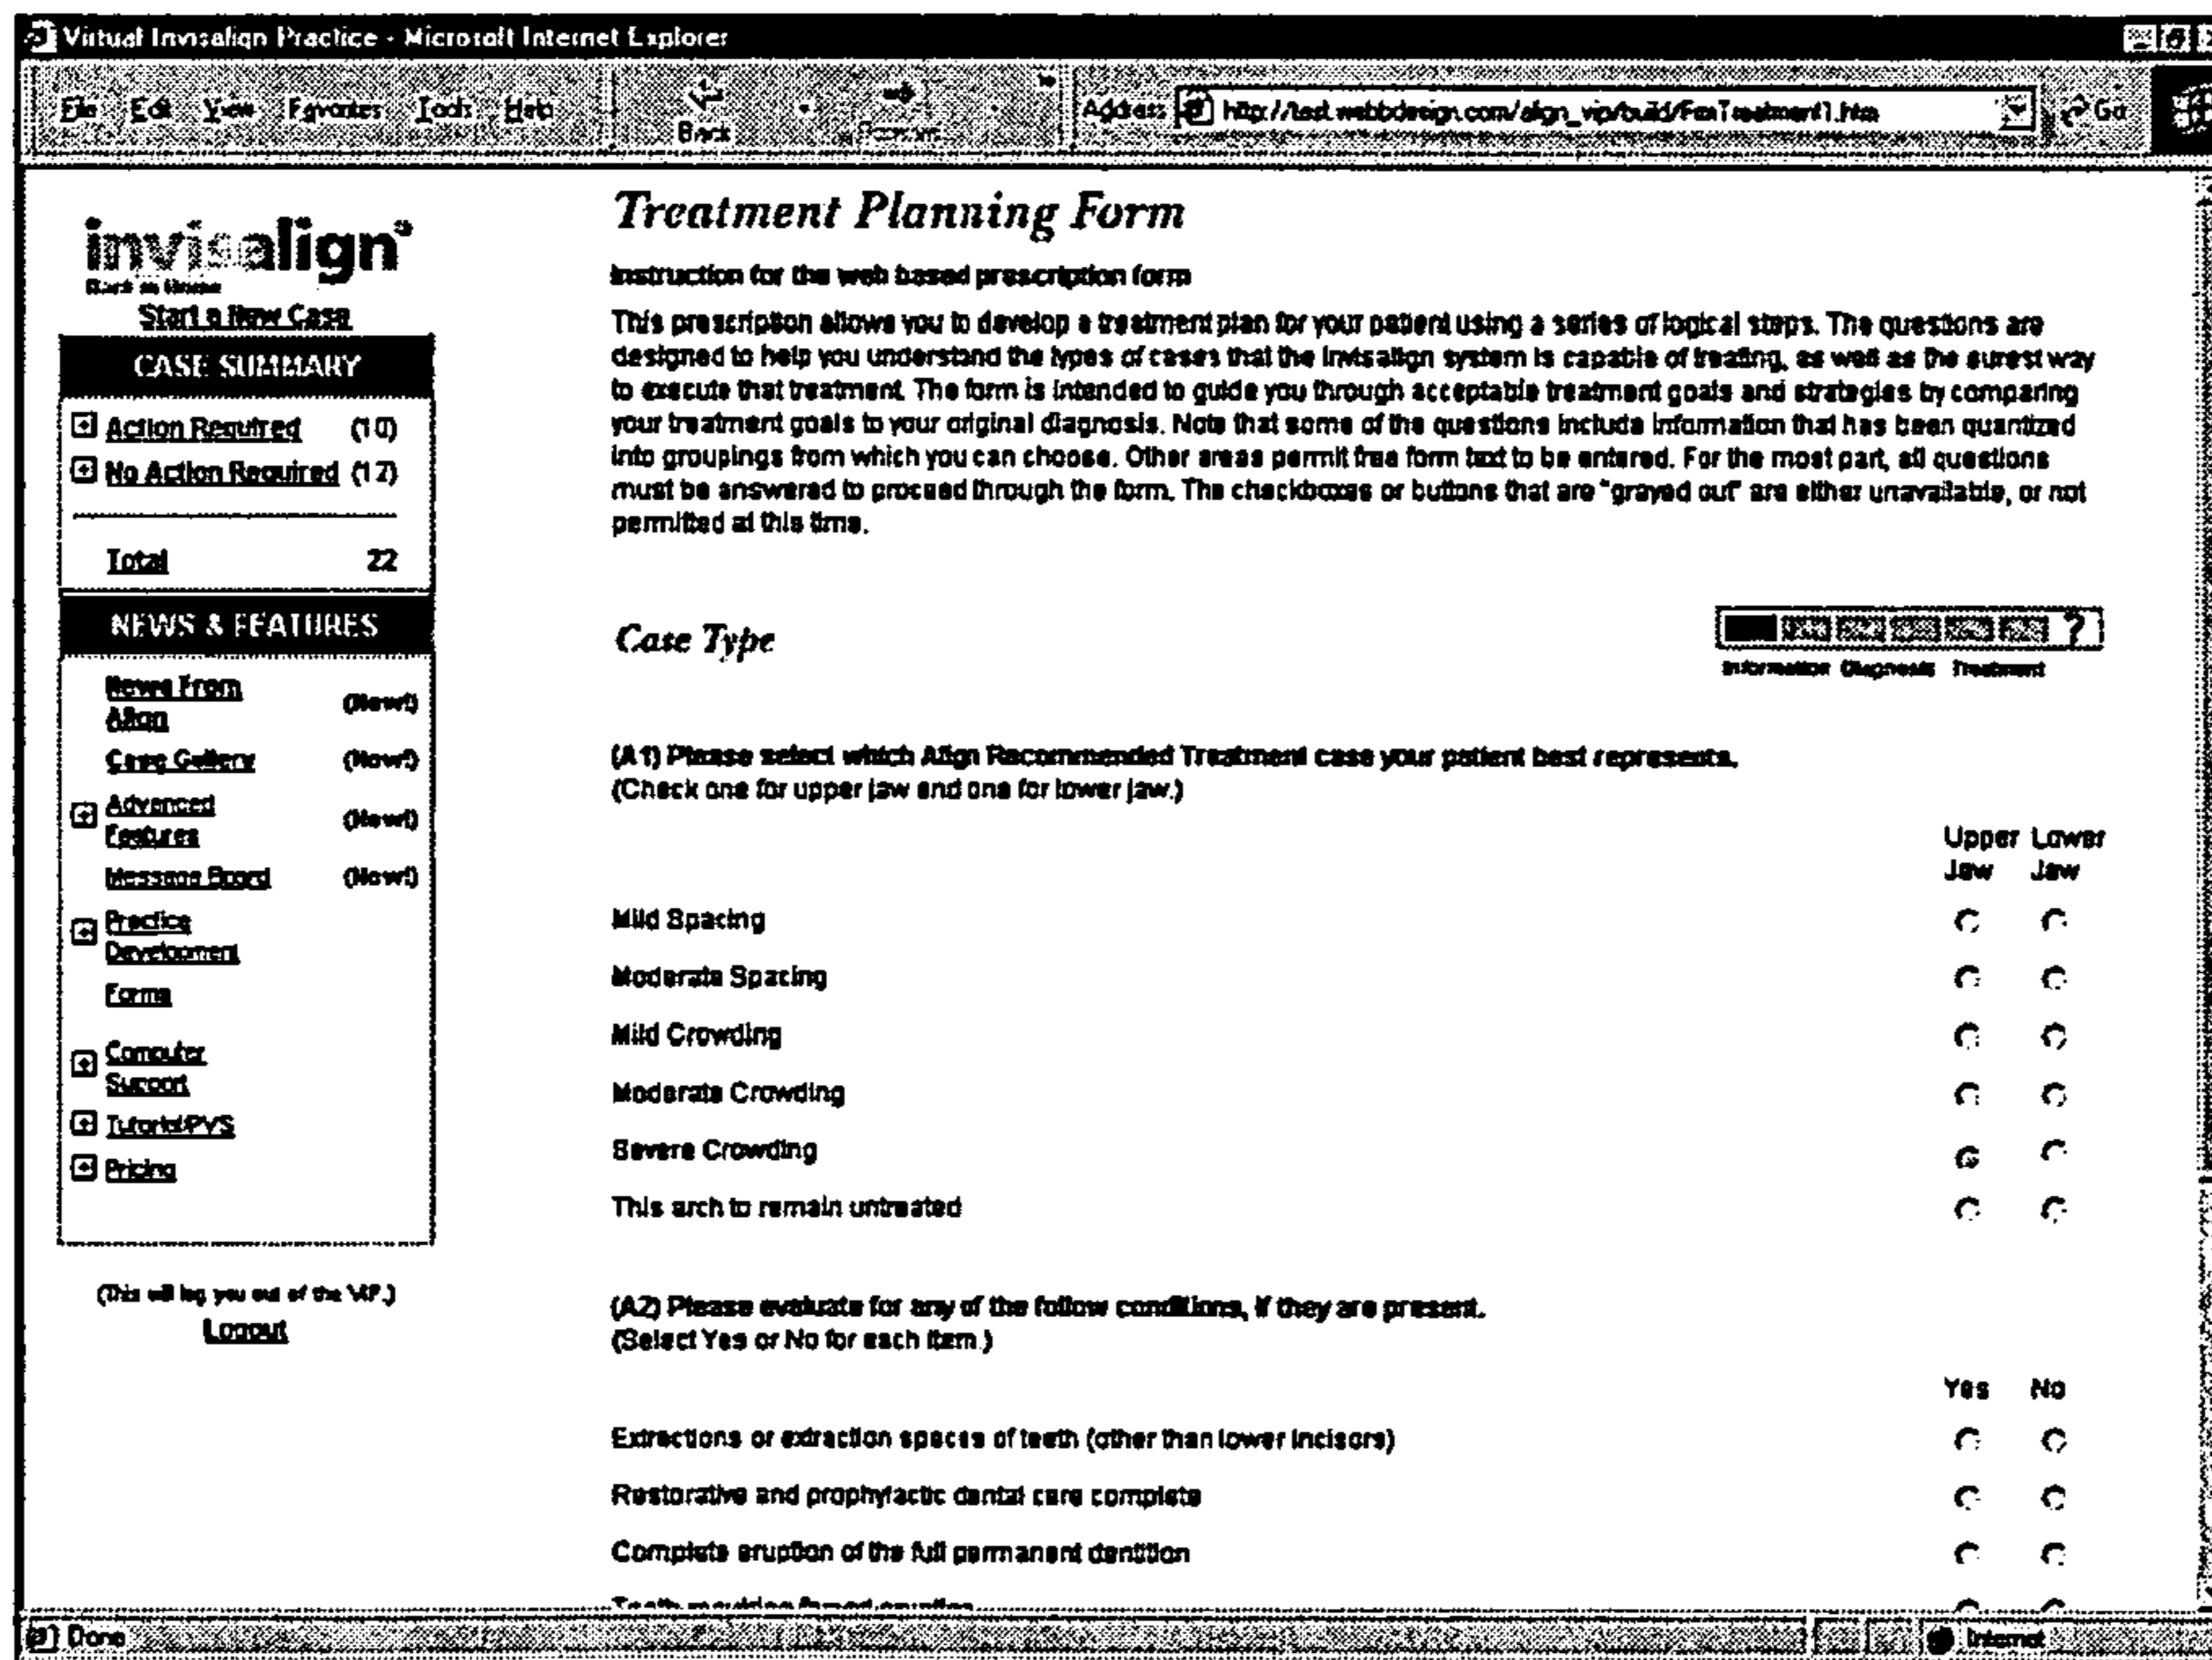 Virtual Invisalign Practice - Microsoft Internet Explorer
File Edit View Favorites Tools Help
Back
Address http://test.webbdesign.com/align_vip/build/
Go
invisalign
Back to Home
Start a New Case
CASE SUMMARY
Action Required (10)
No Action Required (12)
Total 22
NEWS & FEATURES
News From (New!)
Align
Case Gallery (New!)
Advanced (New!)
Features
Message Board (New!)
Practice
Development
Forms
Computer
Support
Tutorial/PVS
Pricing
(This will log you out of the VIP.)
Logout
Treatment Planning Form
Instruction for the web based prescription form
This prescription allows you to develop a treatment plan for your patient using a series of logical steps. The questions are
designed to help you understand the types of cases that the Invisalign system is capable of treating, as well as the surest way
to execute that treatment. The form is intended to guide you through acceptable treatment goals and strategies by comparing
your treatment goals to your original diagnosis. Note that some of the questions include information that has been quantized
into groupings from which you can choose. Other areas permit free form text to be entered. For the most part, all questions
must be answered to proceed through the form. The checkboxes or buttons that are "grayed out" are either unavailable, or not
permitted at this time.
Case Type
?
Information Diagnosis Treatment
(A1) Please select which Align Recommended Treatment case your patient best represents.
(Check one for upper jaw and one for lower jaw.)
Upper Lower
Jaw Jaw
Mild Spacing
Moderate Spacing
Mild Crowding
Moderate Crowding
Severe Crowding
This arch to remain untreated
(A2) Please evaluate for any of the follow conditions, if they are present.
(Select Yes or No for each item.)
Yes No
Extractions or extraction spaces of teeth (other than lower incisors)
Restorative and prophylactic dental care complete
Complete eruption of the full permanent dentition
Done
Internet